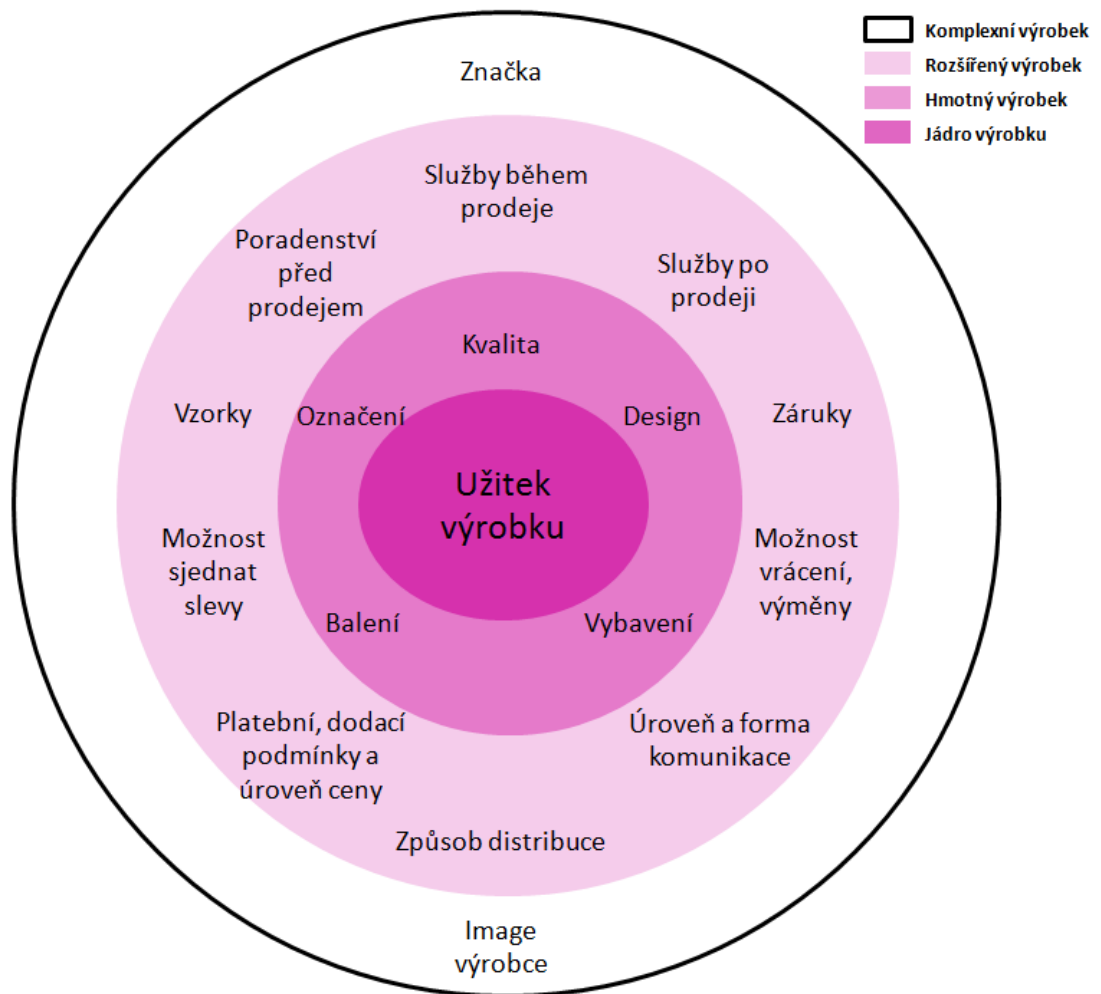 Komplexní výrobek
Rozšířený výrobek
Hmotný výrobek
Jádro výrobku
Značka
Služby během
prodeje
Poradenství
před
prodejem
Služby po
prodeji
Kvalita
Vzorky
Označení
Design
Záruky
Užitek
výrobku
Možnost
sjednat
slevy
Možnost
vrácení,
výměny
Balení
Vybavení
Platební, dodací
podmínky a
úroveň ceny
Úroveň a forma
komunikace
Způsob distribuce
Image
výrobce